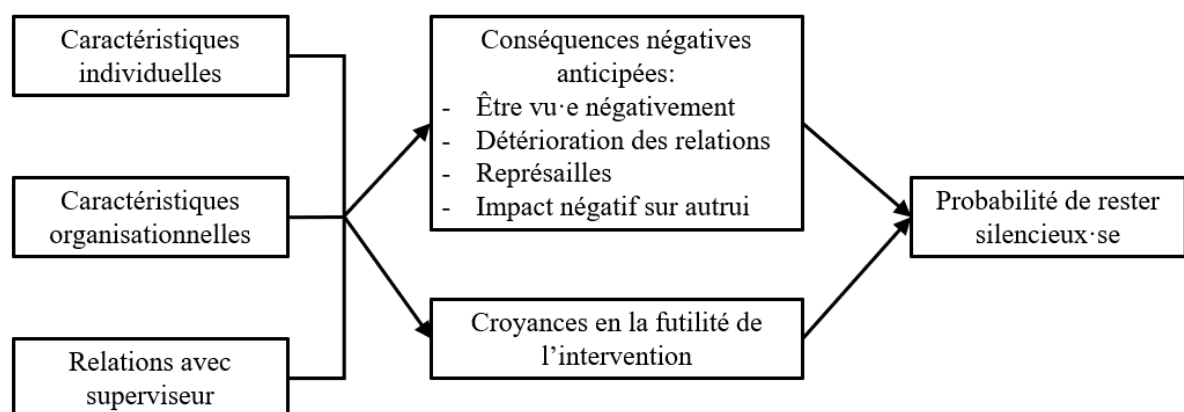 Caractéristiques
individuelles
Caractéristiques
organisationnelles
Relations avec
superviseur
Conséquences négatives
anticipées:
- Être vu·e négativement
- Détérioration des relations
- Représailles
- Impact négatif sur autrui
Croyances en la futilité de
l’intervention
Probabilité de rester
silencieux·se